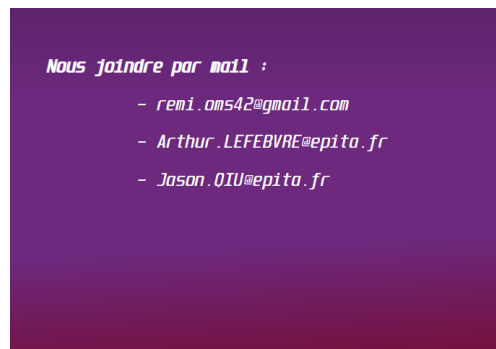 Nous joindre par mail :
- remi.oms42@gmail.com
- Arthur.LEFEBVRE@epita.fr
- Jason.QIU@epita.fr